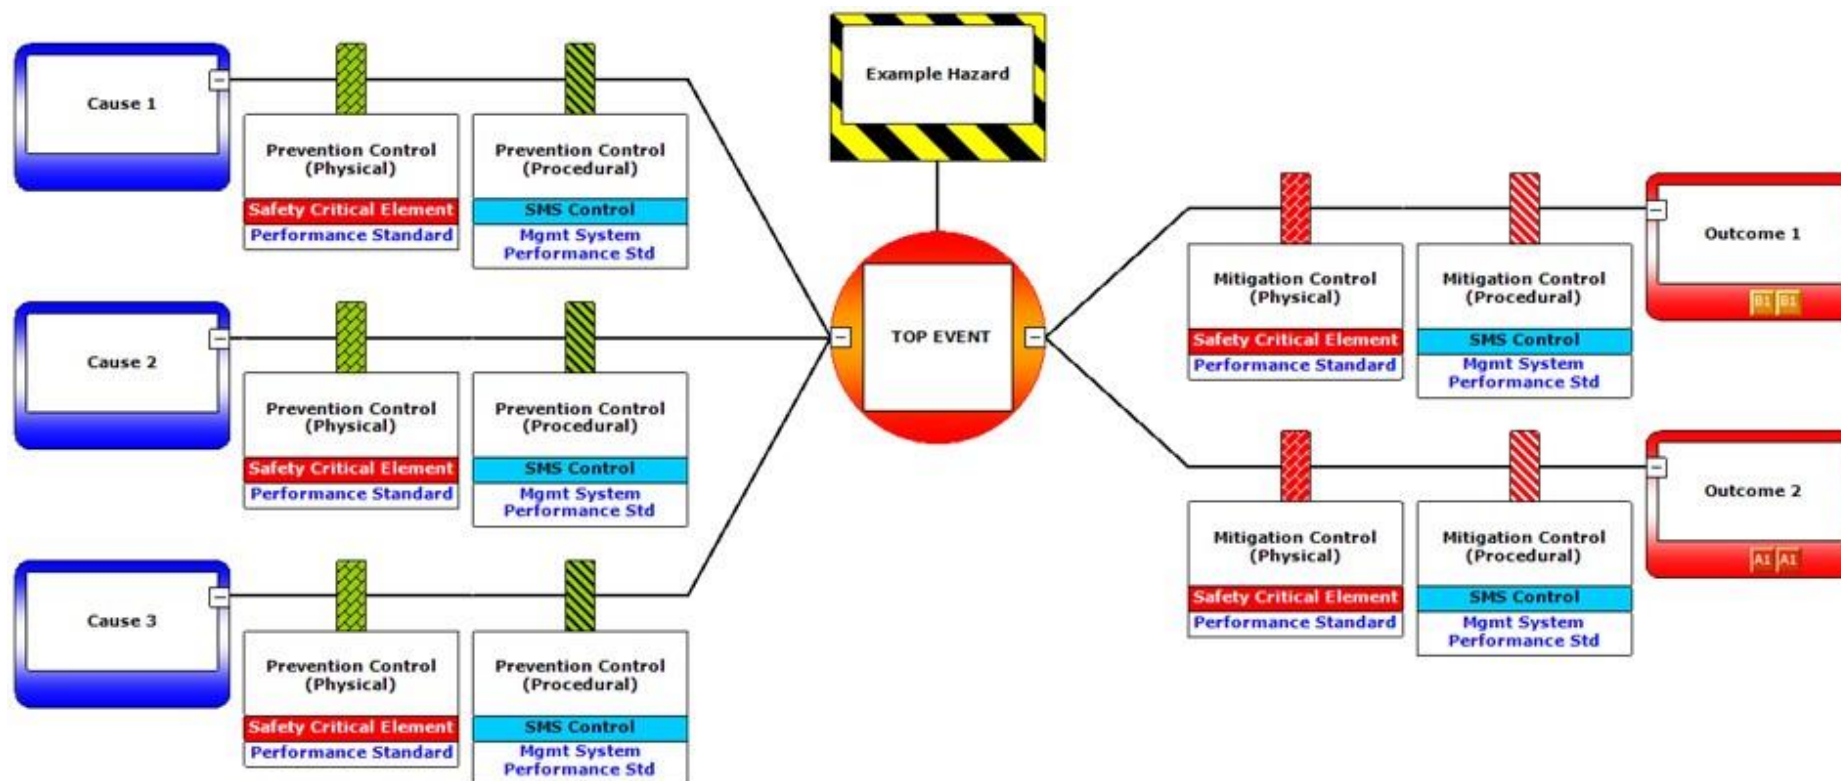 Example Hazard
Cause 1
Prevention Control
(Physical)
Safety Critical Element
Performance Standard
Prevention Control
(Procedural)
SMS Control
Mgmt System
Performance Std
Cause 2
Prevention Control
(Physical)
Safety Critical Element
Performance Standard
Prevention Control
(Procedural)
SMS Control
Mgmt System
Performance Std
Cause 3
Prevention Control
(Physical)
Safety Critical Element
Performance Standard
Prevention Control
(Procedural)
SMS Control
Mgmt System
Performance Std
TOP EVENT
Mitigation Control
(Physical)
Safety Critical Element
Performance Standard
Mitigation Control
(Procedural)
SMS Control
Mgmt System
Performance Std
Outcome 1
B1 B1
Mitigation Control
(Physical)
Safety Critical Element
Performance Standard
Mitigation Control
(Procedural)
SMS Control
Mgmt System
Performance Std
Outcome 2
A1 A1